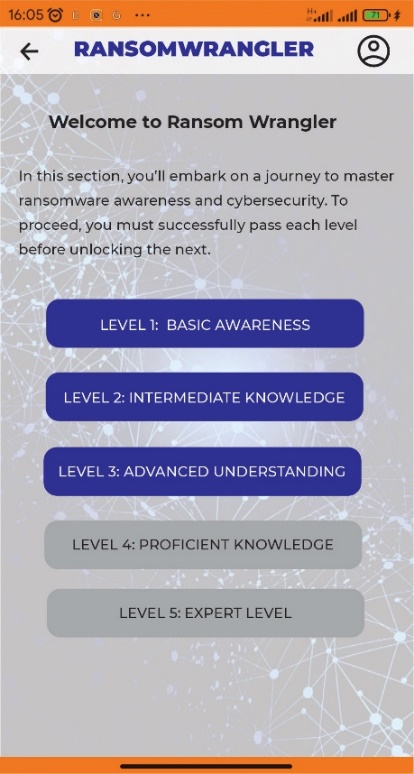 16:05
H+
71
RANSOMWRANGLER
Welcome to Ransom Wrangler
In this section, you’ll embark on a journey to master
ransomware awareness and cybersecurity. To
proceed, you must successfully pass each level
before unlocking the next.
LEVEL 1: BASIC AWARENESS
LEVEL 2: INTERMEDIATE KNOWLEDGE
LEVEL 3: ADVANCED UNDERSTANDING
LEVEL 4: PROFICIENT KNOWLEDGE
LEVEL 5: EXPERT LEVEL